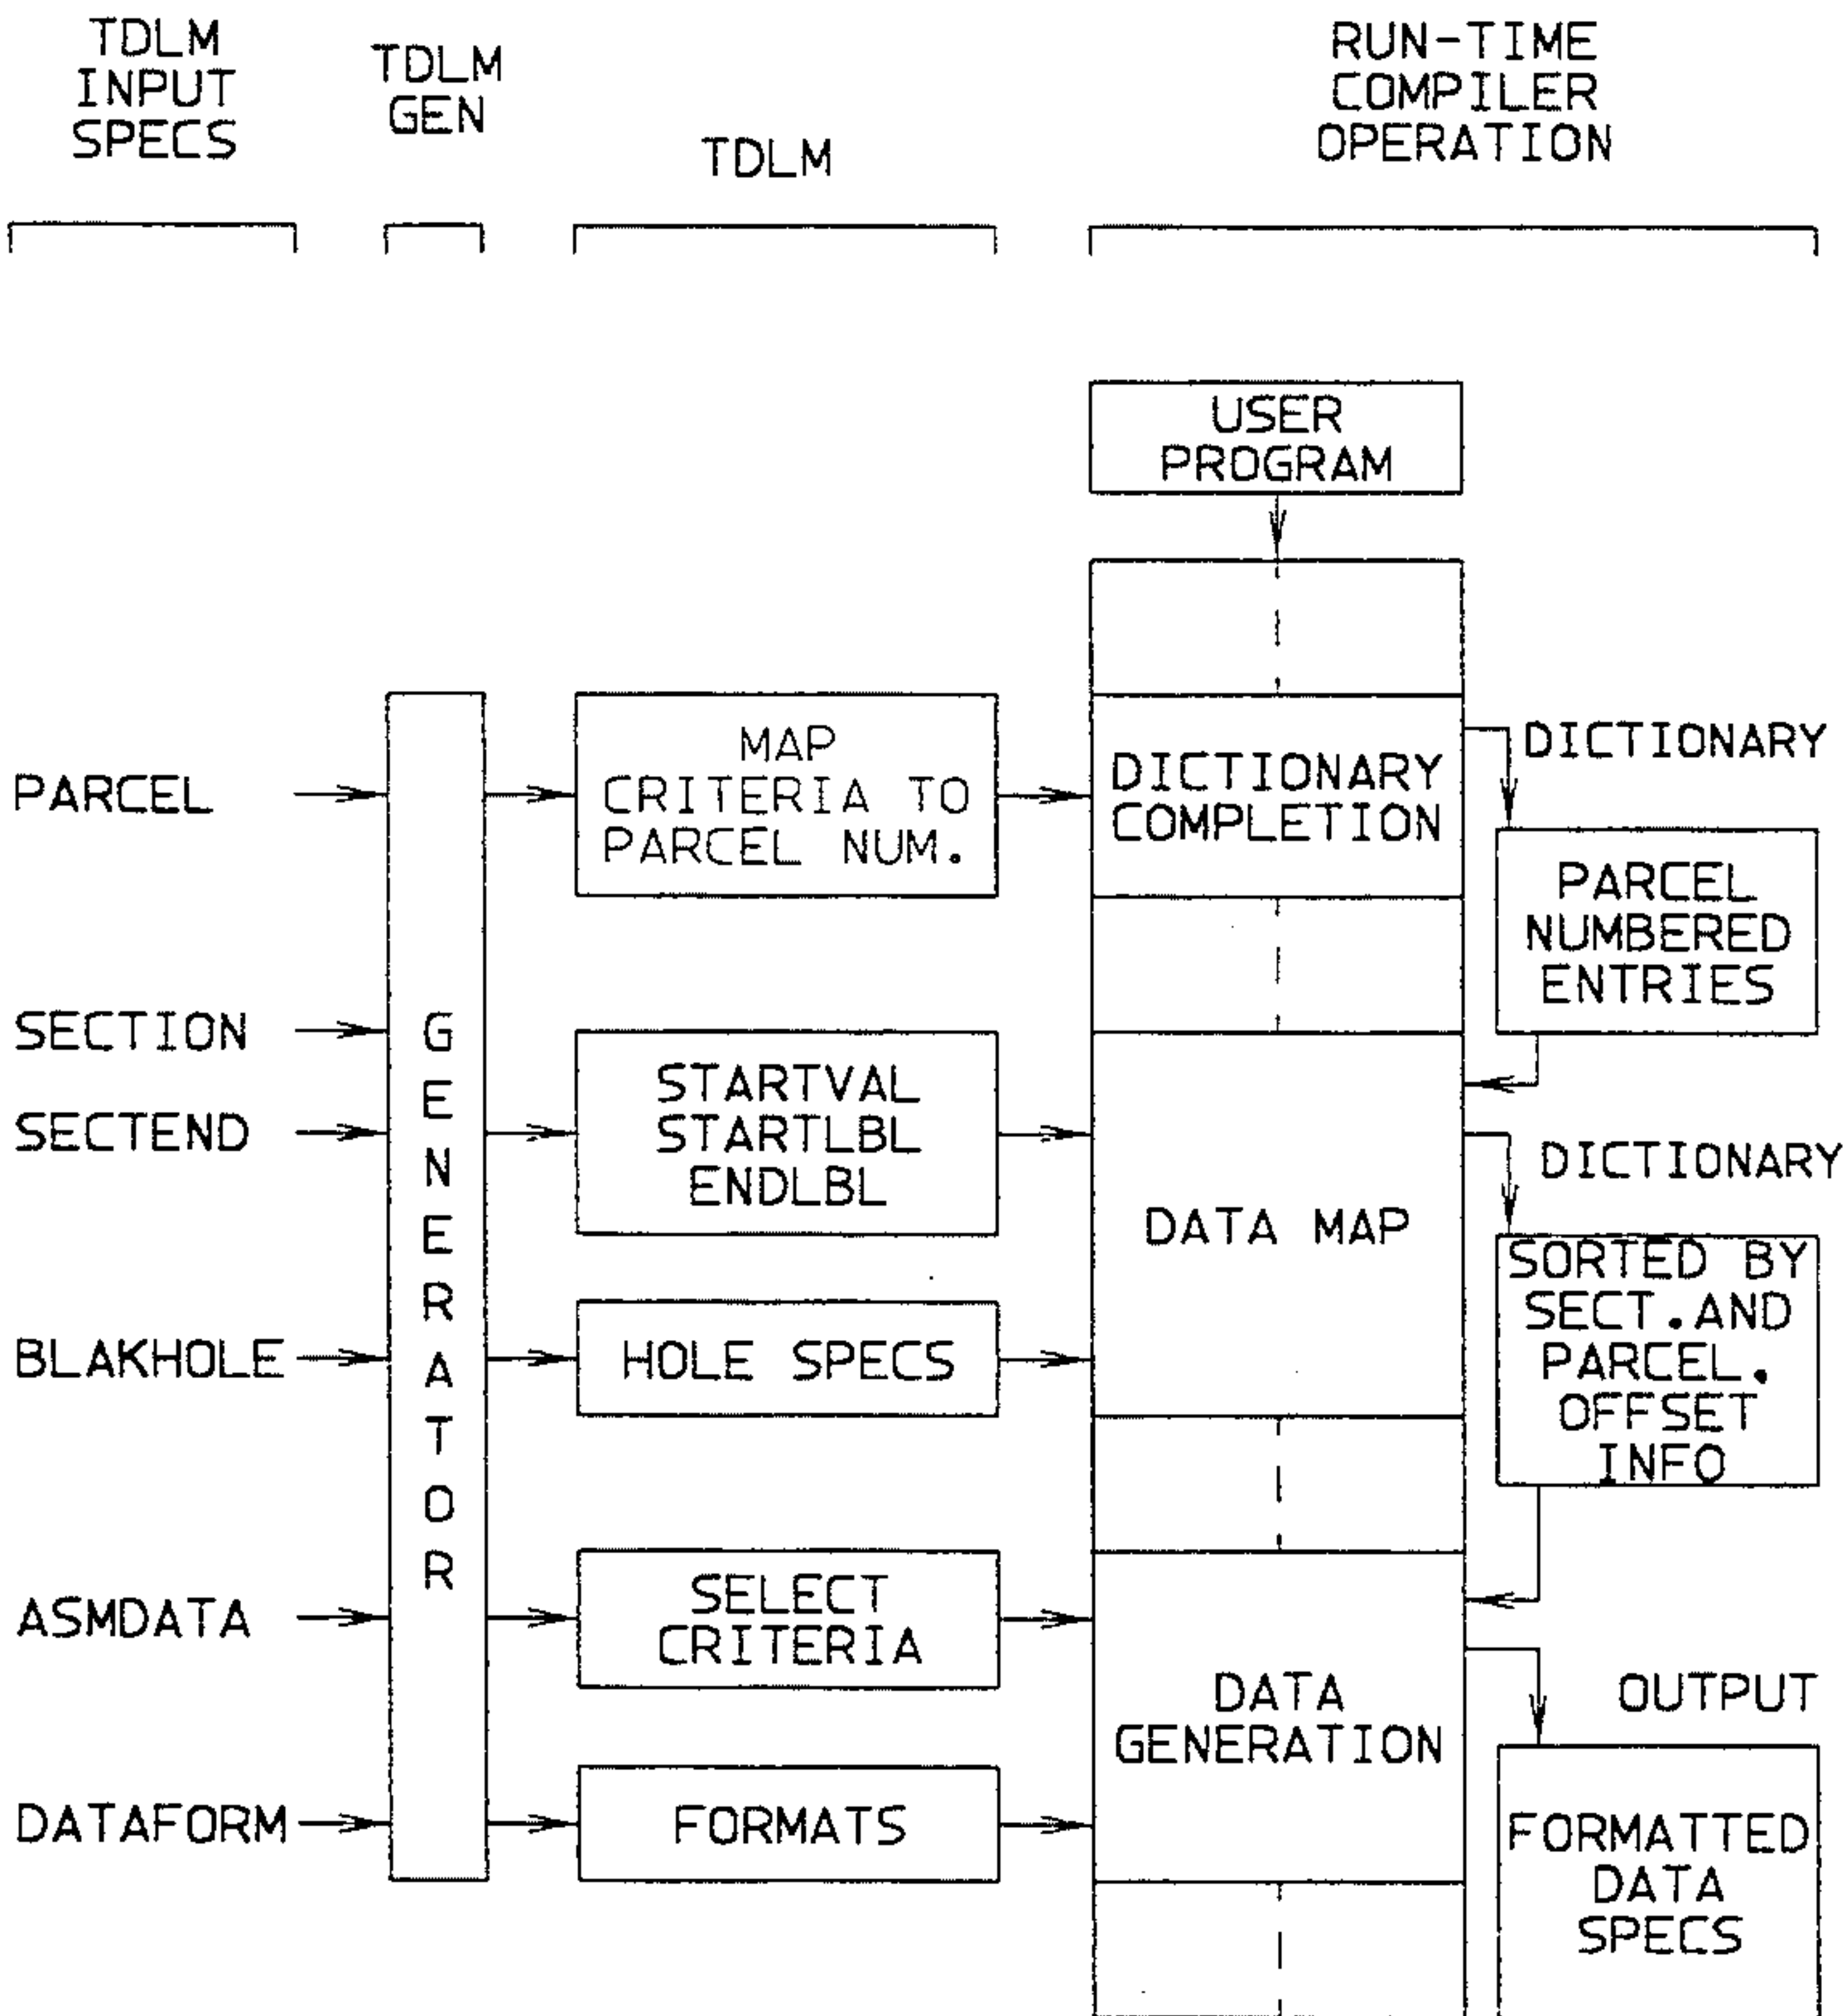 TDLM
INPUT
SPECS
TDLM
GEN
TDLM
RUN-TIME
COMPILER
OPERATION
USER
PROGRAM
PARCEL
MAP
CRITERIA TO
PARCEL NUM.
DICTIONARY
COMPLETION
DICTIONARY
PARCEL
NUMBERED
ENTRIES
SECTION
SECTEND
GENERATOR
STARTVAL
STARTLBL
ENDLBL
DATA MAP
DICTIONARY
SORTED BY
SECT.AND
PARCEL.
OFFSET
INFO
BLAKHOLE
HOLE SPECS
ASMDATA
SELECT
CRITERIA
DATA
GENERATION
OUTPUT
DATAFORM
FORMATS
FORMATTED
DATA
SPECS